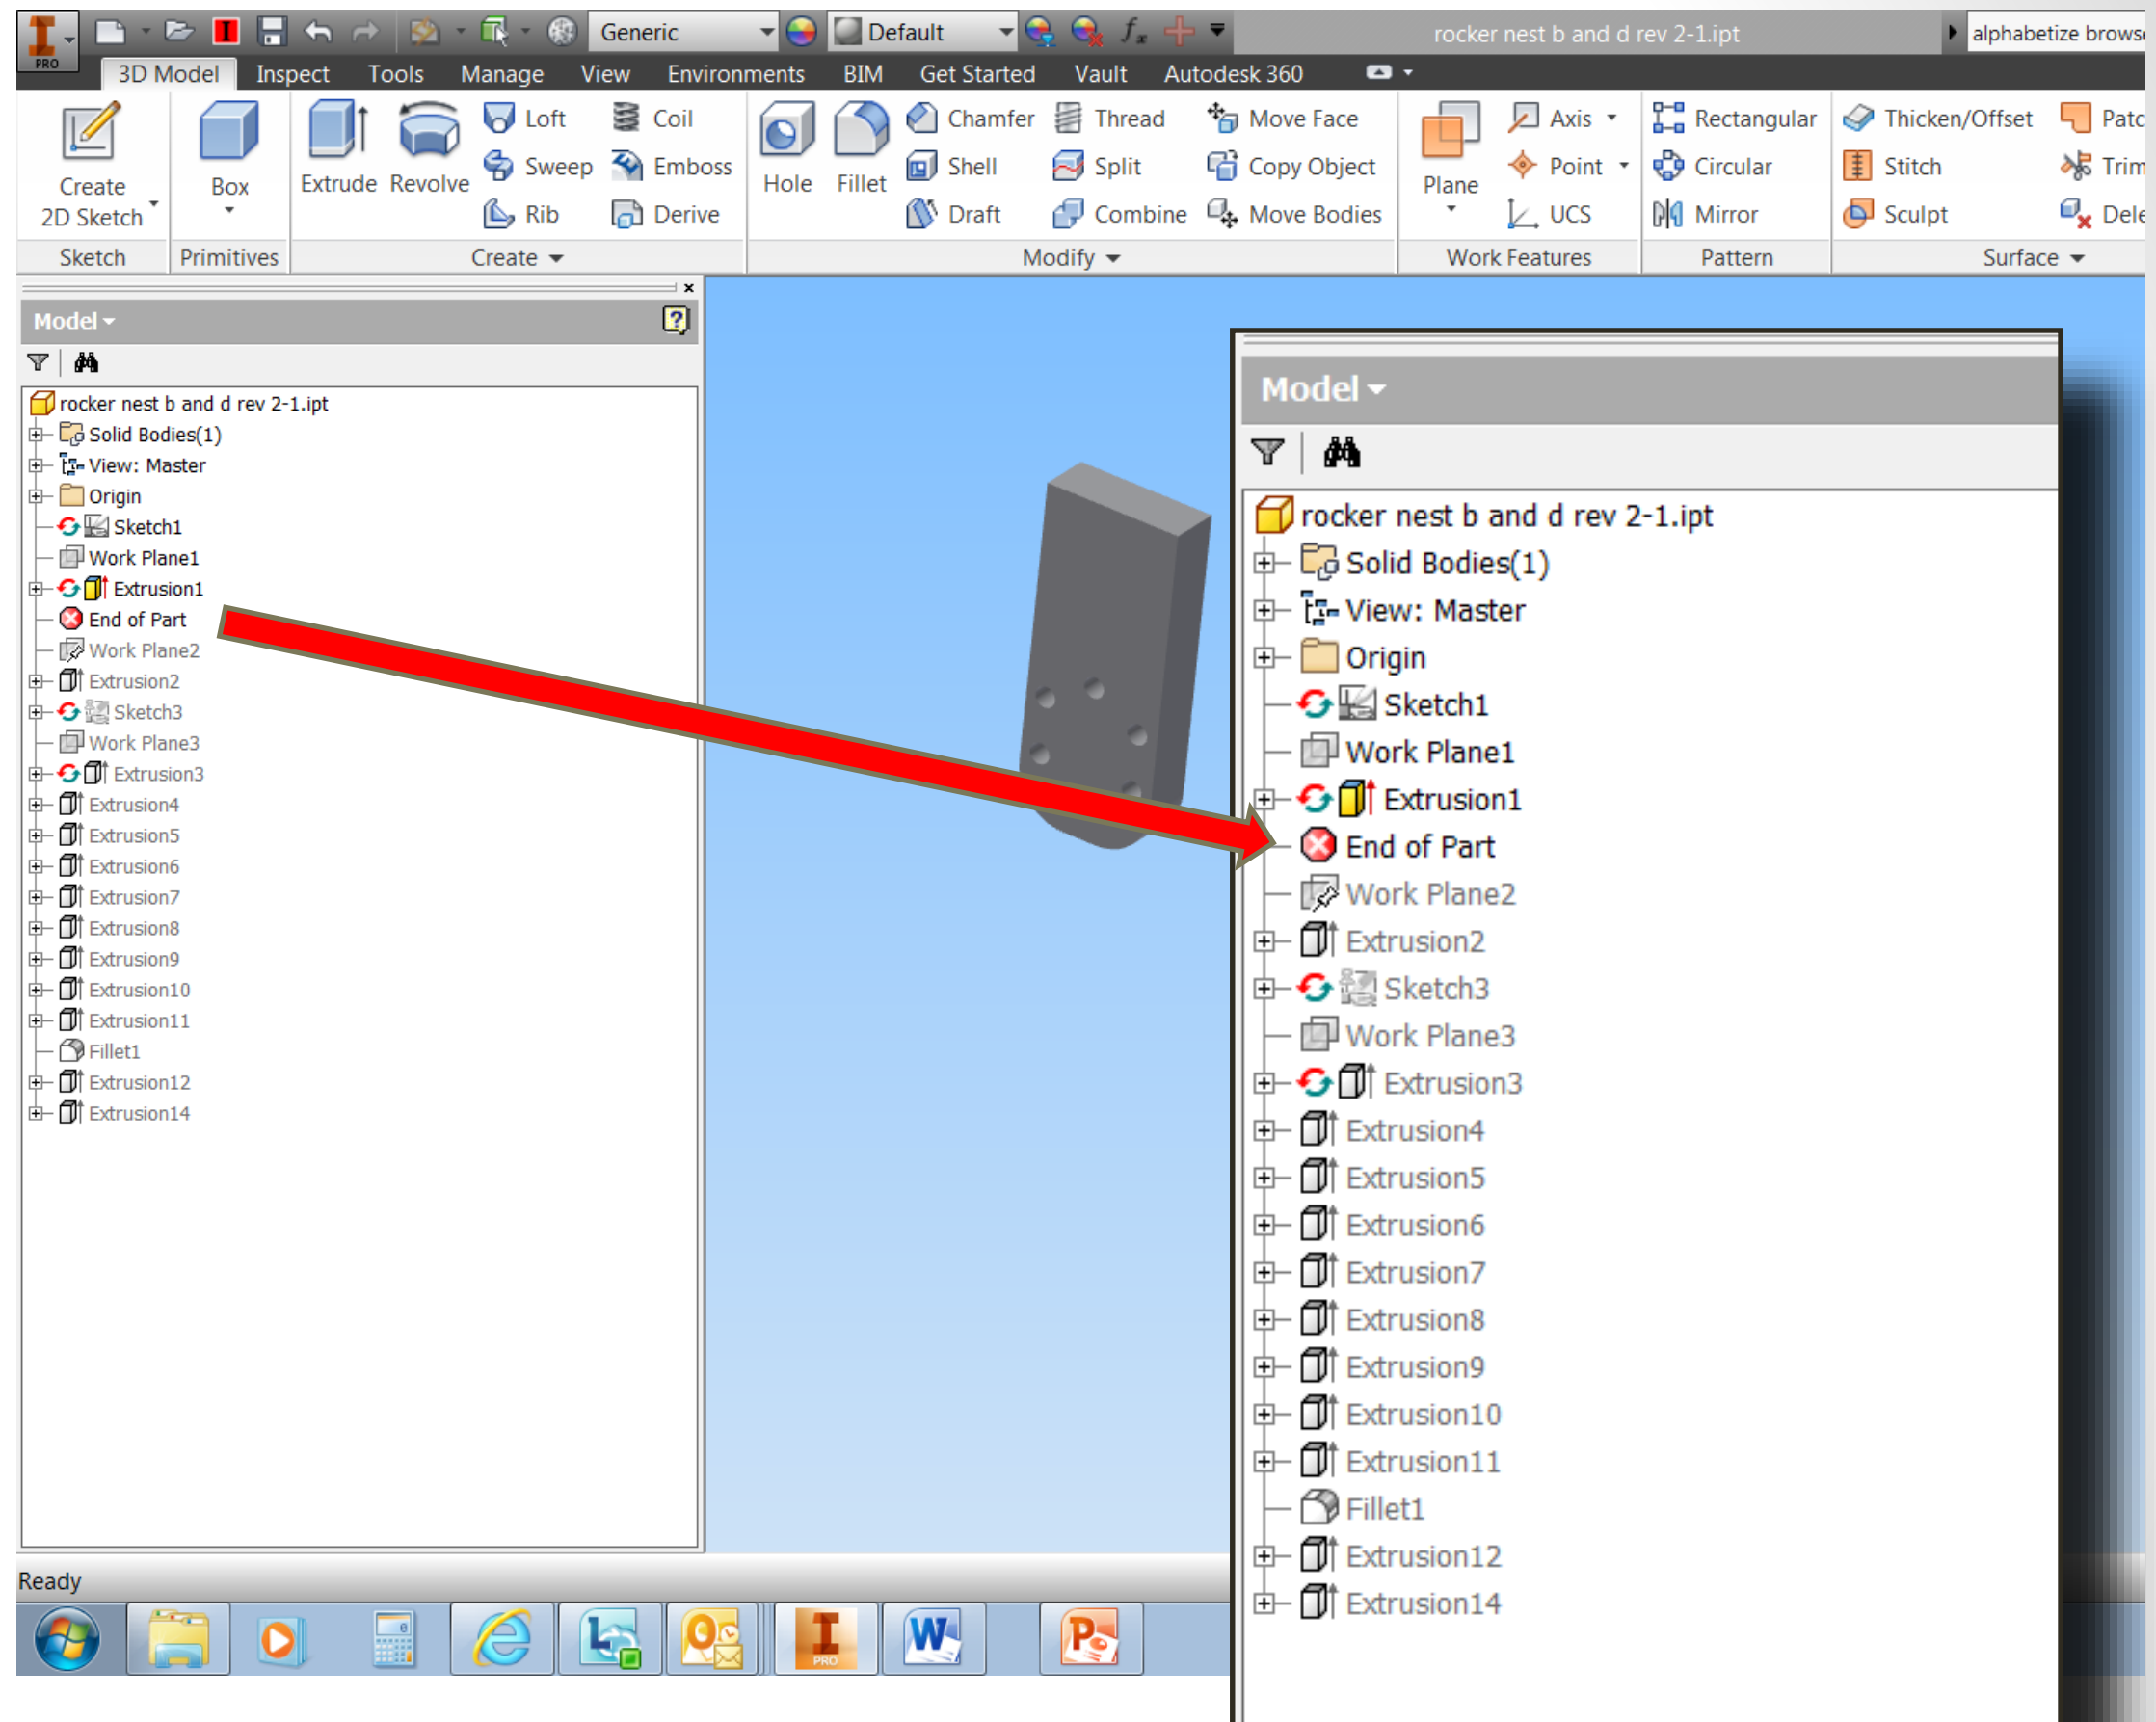 Generic Default fx rocker nest b and d rev 2-1.ipt alphabetize brows
PRO 3D Model Inspect Tools Manage View Environments BIM Get Started Vault Autodesk 360
Loft Coil Chamfer Thread Move Face Axis Rectangular Thicken/Offset Patc
Create 2D Sketch Box Extrude Revolve Sweep Emboss Hole Fillet Shell Split Copy Object Plane Point Circular Stitch Trim
Rib Derive Draft Combine Move Bodies UCS Mirror Sculpt Dele
Sketch Primitives Create Modify Work Features Pattern Surface
Model
rocker nest b and d rev 2-1.ipt
Solid Bodies(1)
View: Master
Origin
Sketch1
Work Plane1
Extrusion1
End of Part
Work Plane2
Extrusion2
Sketch3
Work Plane3
Extrusion3
Extrusion4
Extrusion5
Extrusion6
Extrusion7
Extrusion8
Extrusion9
Extrusion10
Extrusion11
Fillet1
Extrusion12
Extrusion14
Model
rocker nest b and d rev 2-1.ipt
Solid Bodies(1)
View: Master
Origin
Sketch1
Work Plane1
Extrusion1
End of Part
Work Plane2
Extrusion2
Sketch3
Work Plane3
Extrusion3
Extrusion4
Extrusion5
Extrusion6
Extrusion7
Extrusion8
Extrusion9
Extrusion10
Extrusion11
Fillet1
Extrusion12
Extrusion14
Ready
PRO